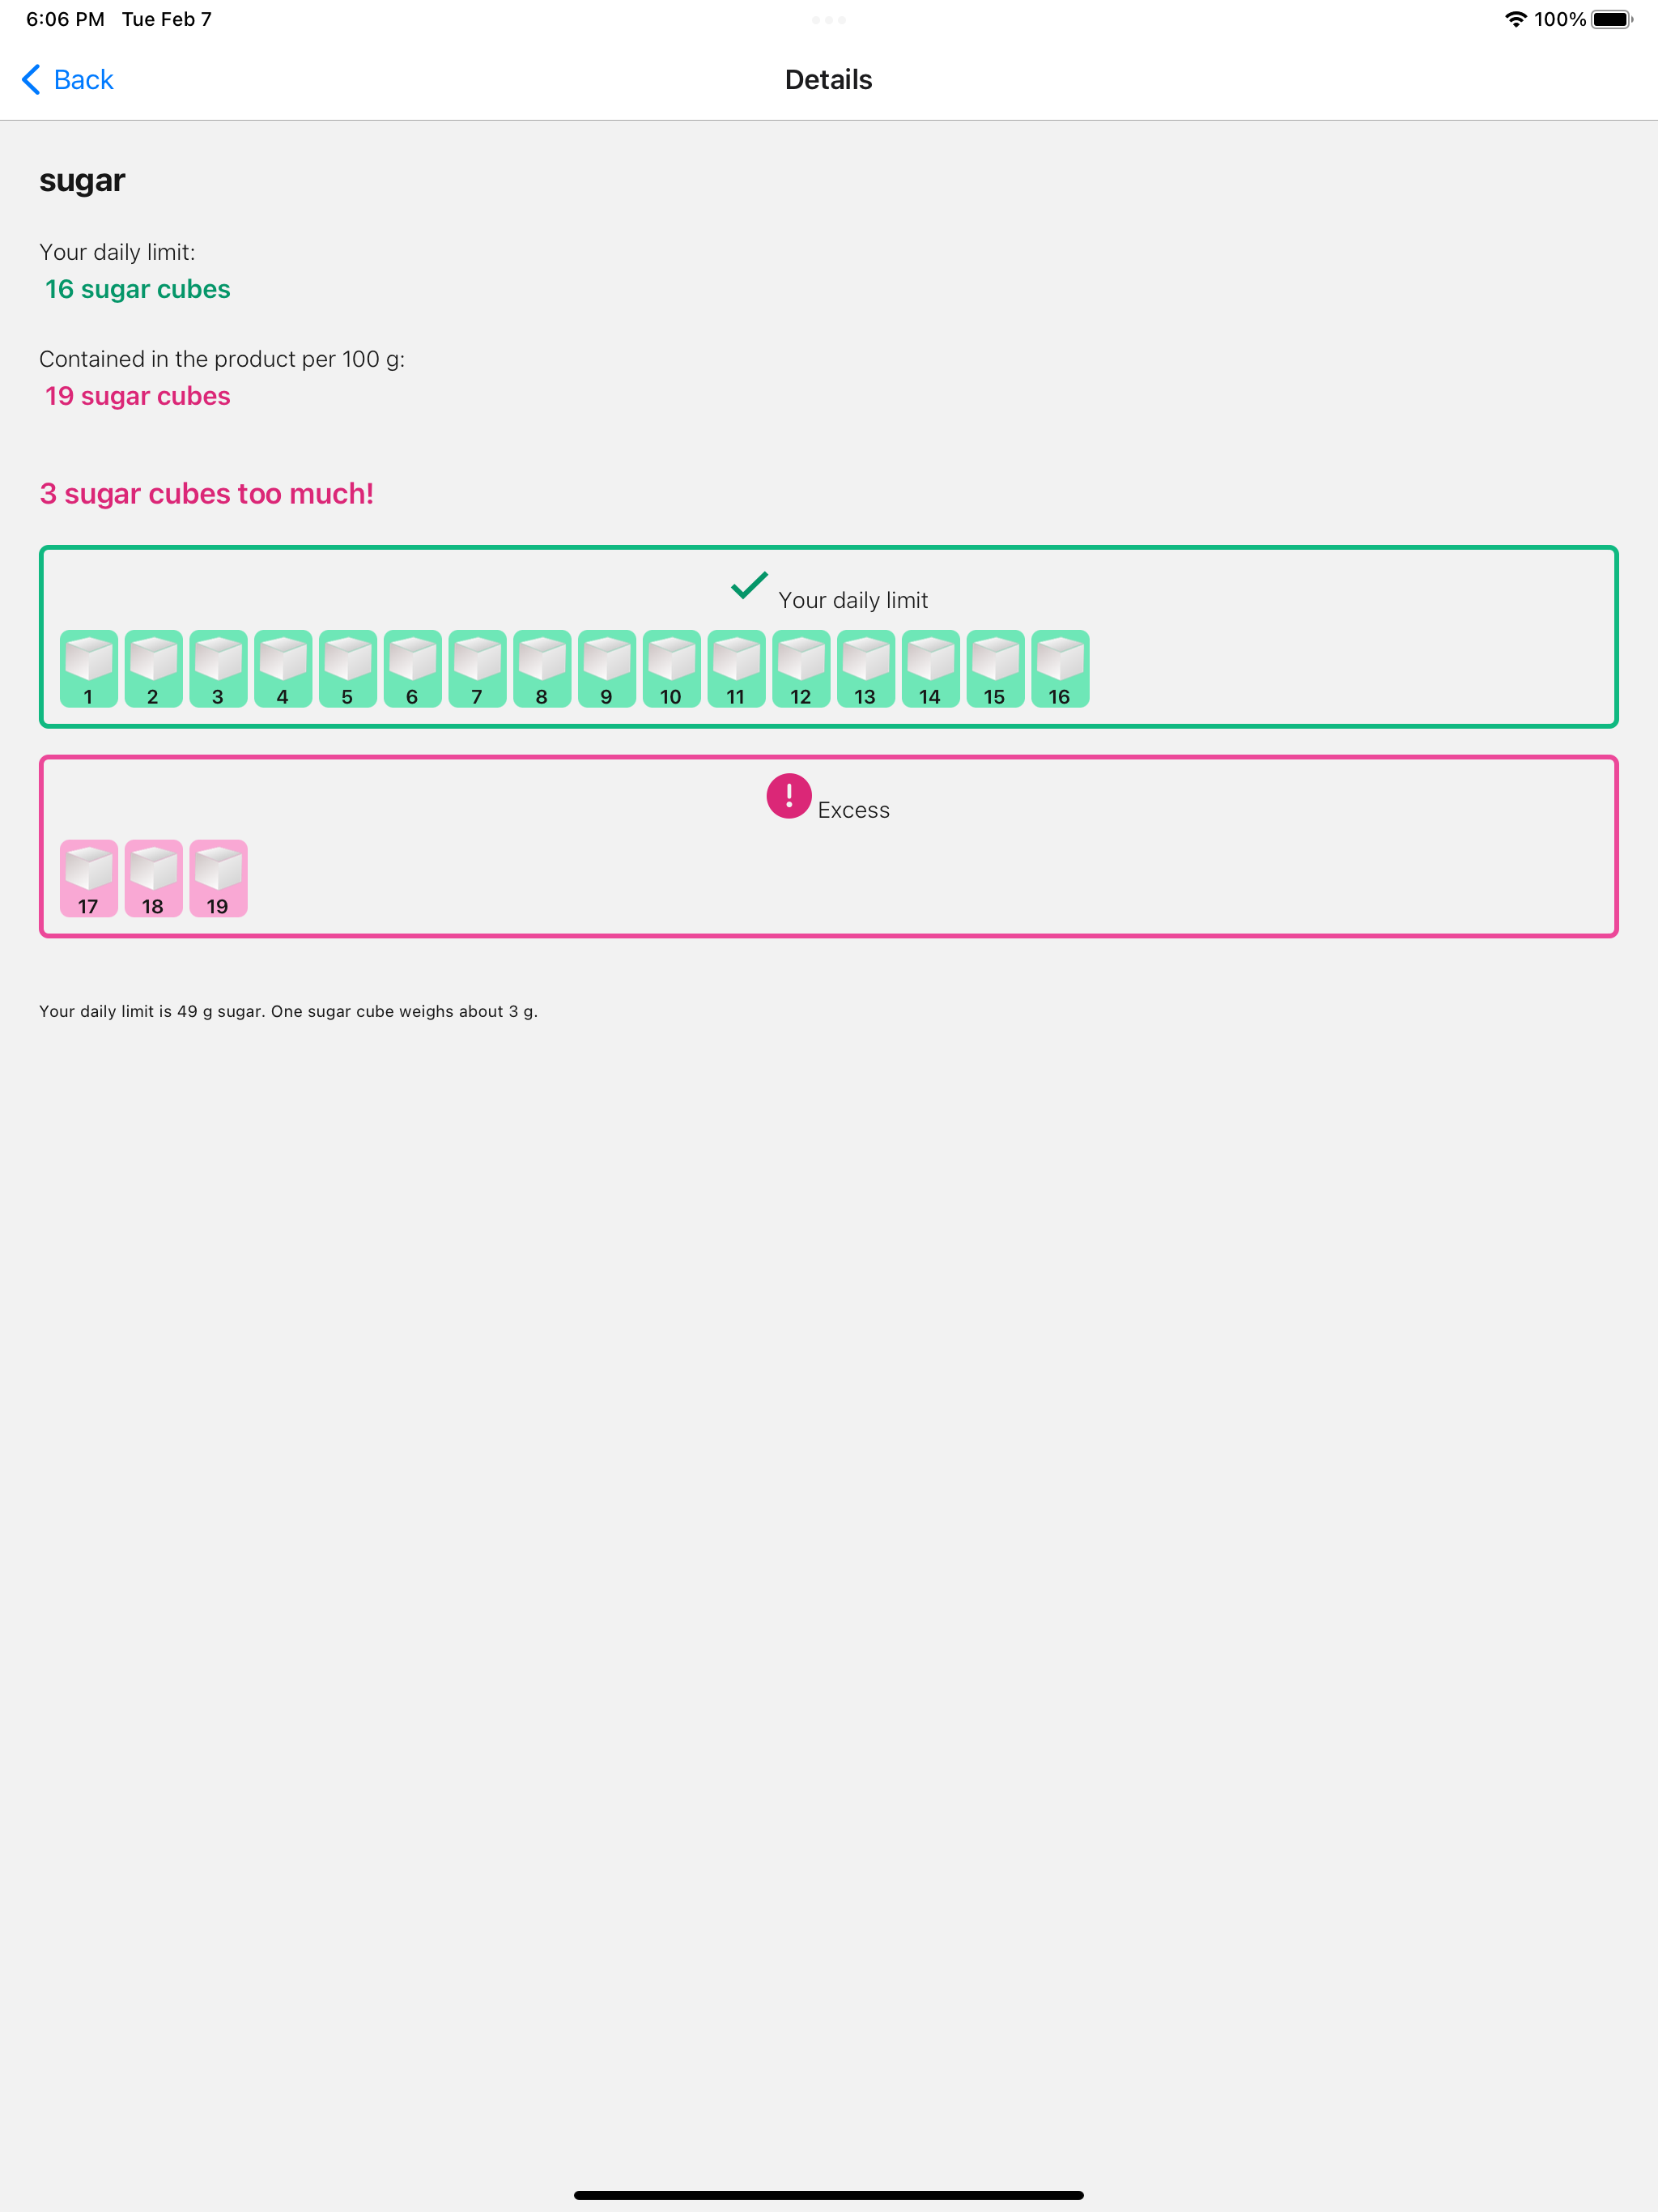 6:06 PM Tue Feb 7 100%
Back Details
sugar
Your daily limit:
16 sugar cubes
Contained in the product per 100 g:
19 sugar cubes
3 sugar cubes too much!
Your daily limit
1 2 3 4 5 6 7 8 9 10 11 12 13 14 15 16
! Excess
17 18 19
Your daily limit is 49 g sugar. One sugar cube weighs about 3 g.